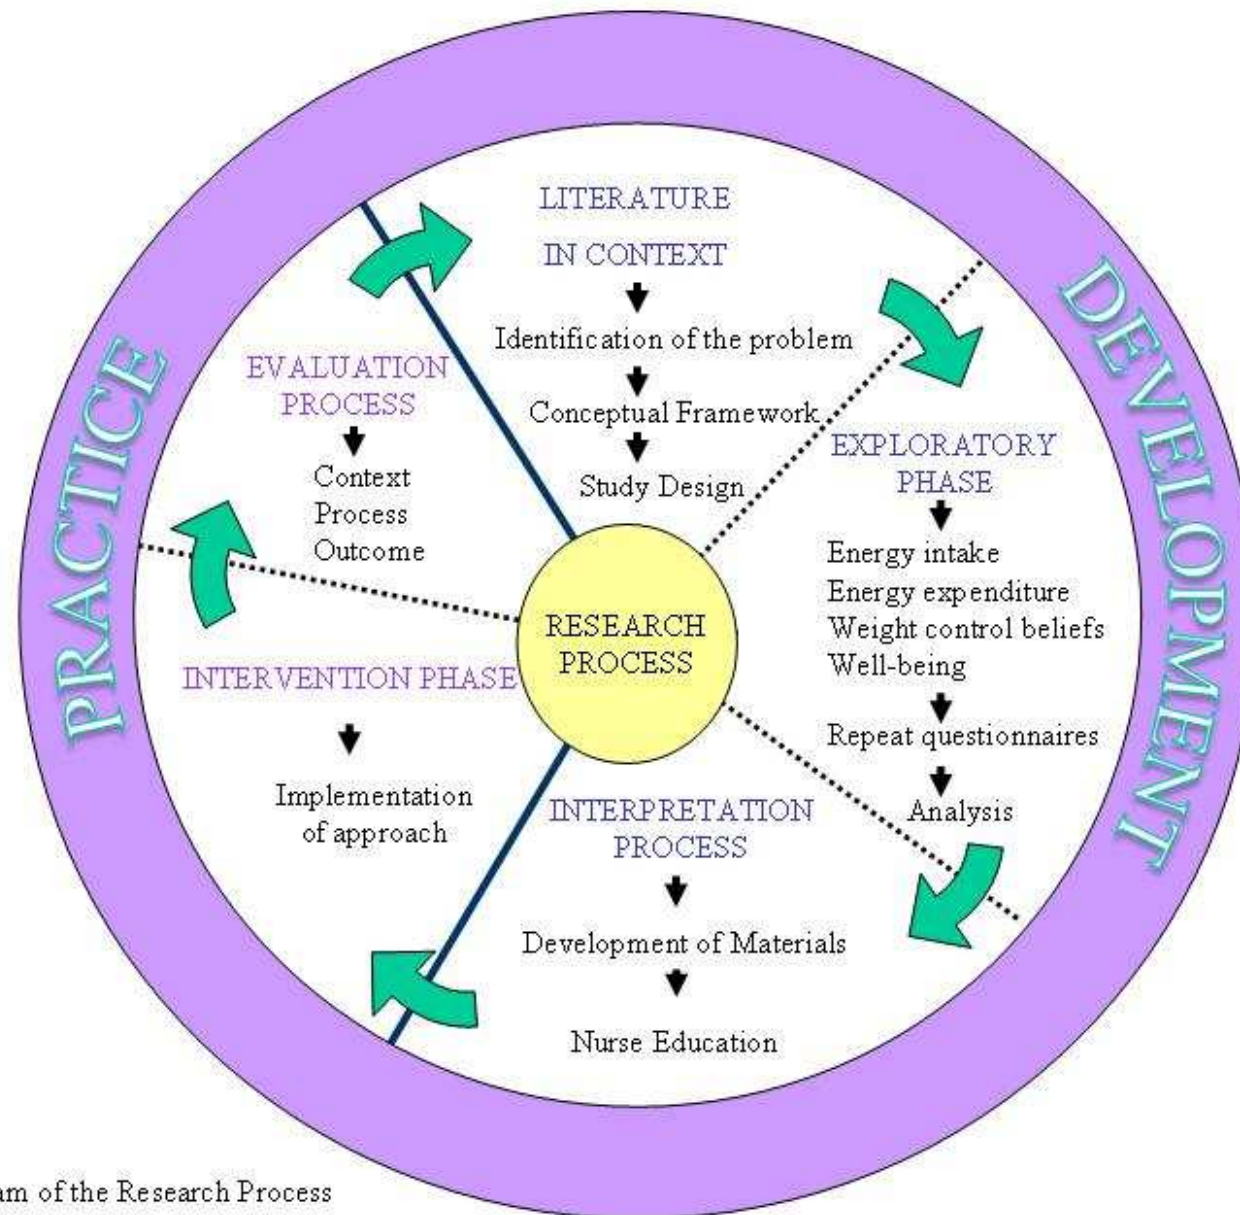 LITERATURE
IN CONTEXT
Identification of the problem
Conceptual Framework
Study Design
EXPLORATORY
PHASE
Energy intake
Energy expenditure
Weight control beliefs
Well-being
Repeat questionnaires
Analysis
INTERPRETATION
PROCESS
Development of Materials
Nurse Education
INTERVENTION PHASE
Implementation
of approach
EVALUATION
PROCESS
Context
Process
Outcome
RESEARCH
PROCESS
PRACTICE
DEVELOPMENT
of the Research Process